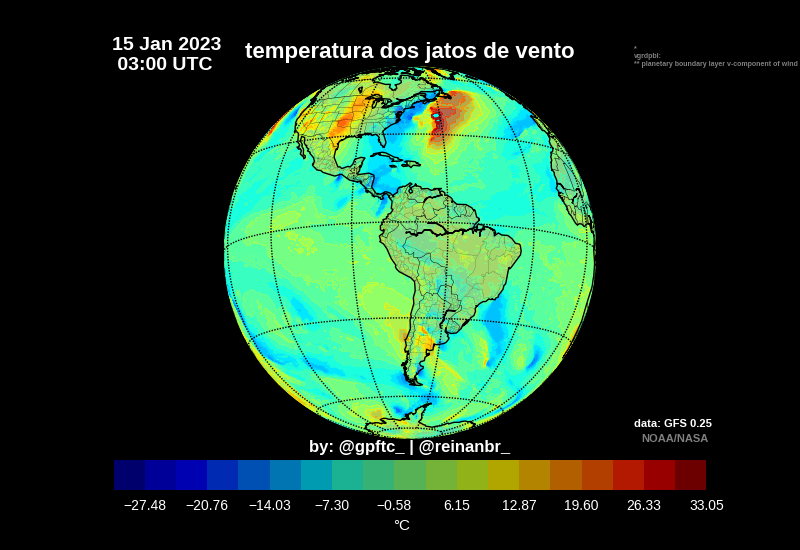 15 Jan 2023
03:00 UTC
temperatura dos jatos de vento
*
vgrdpbl:
** planetary boundary layer v-component of wind
data: GFS 0.25
NOAA/NASA
by: @gpftc_ | @reinanbr_
−27.48 −20.76 −14.03 −7.30 −0.58 6.15 12.87 19.60 26.33 33.05
°C